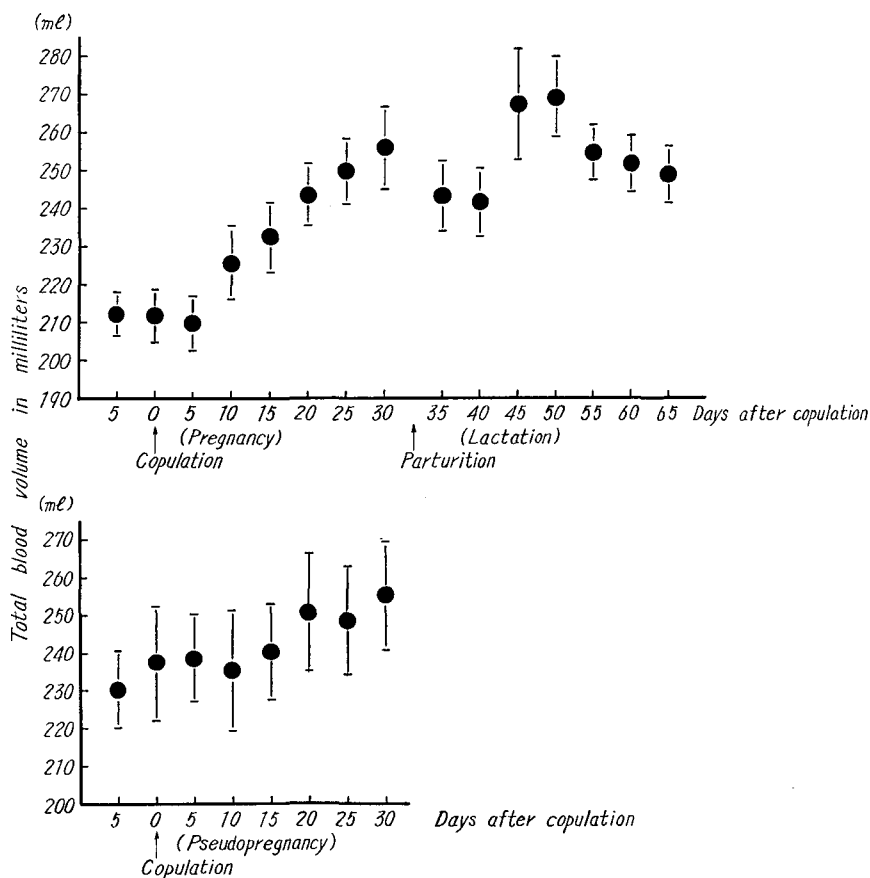 (ml)
280
270
260
250
240
230
220
210
200
190
5 0 5 10 15 20 25 30 35 40 45 50 55 60 65 Days after copulation
(Pregnancy) (Lactation)
Copulation Parturition
Total blood volume in milliliters
(ml)
270
260
250
240
230
220
210
200
5 0 5 10 15 20 25 30 Days after copulation
(Pseudopregnancy)
Copulation